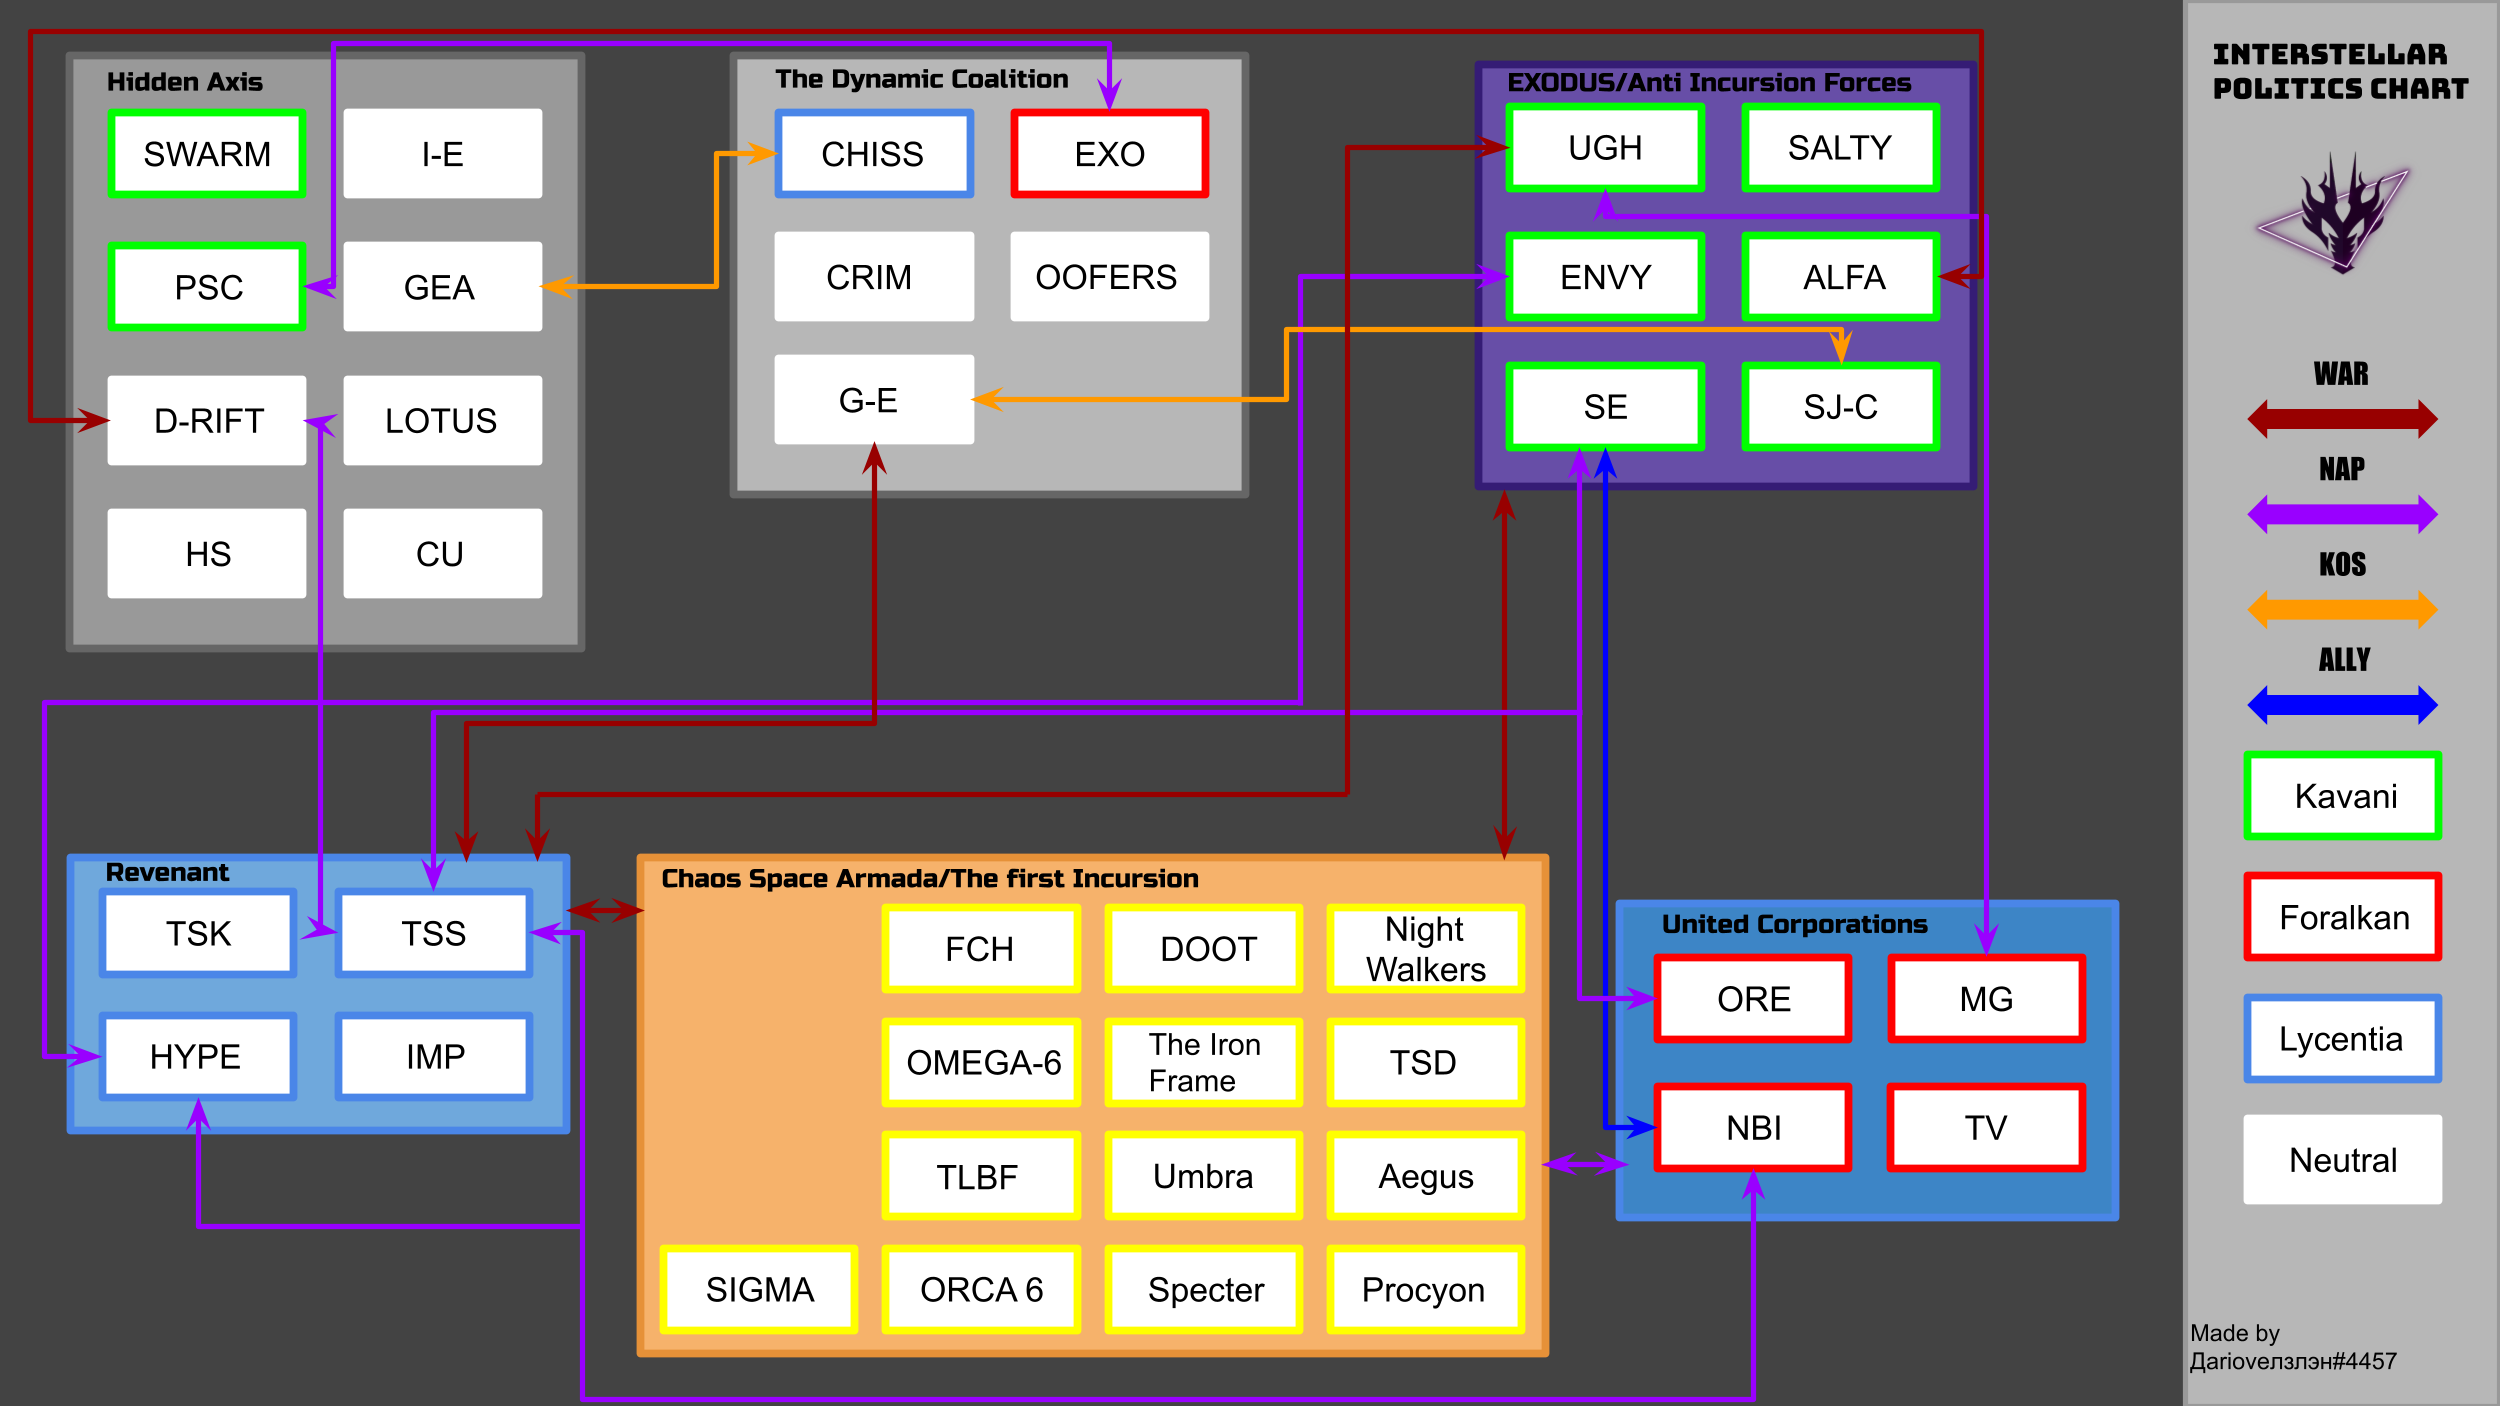 Hidden Axis
SWARM
I-E
PSC
GEA
D-RIFT
LOTUS
HS
CU
The Dynamic Coalition
CHISS
EXO
CRIM
OOFERS
G-E
EXODUS/Anti Incursion Forces
UGH
SALTY
ENVY
ALFA
SE
SJ-C
Revenant
TSK
TSS
HYPE
IMP
Chaos Space Armada/The first Incursion
FCH
DOOT
Night
Walkers
OMEGA-6
The Iron
Frame
TSD
TLBF
Umbra
Aegus
SIGMA
ORCA 6
Specter
Procyon
United Corporations
ORE
MG
NBI
TV
INTERSTELLAR
POLITICS CHART
WAR
NAP
KOS
ALLY
Kavani
Foralkan
Lycentia
Neutral
Made by
Дariovелзэн#4457